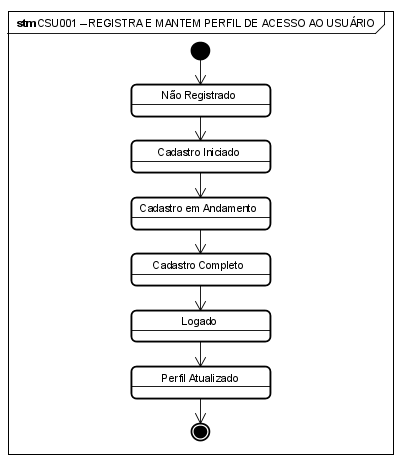 stm CSU001 – REGISTRA E MANTEM PERFIL DE ACESSO AO USUÁRIO
Não Registrado
Cadastro Iniciado
Cadastro em Andamento
Cadastro Completo
Logado
Perfil Atualizado